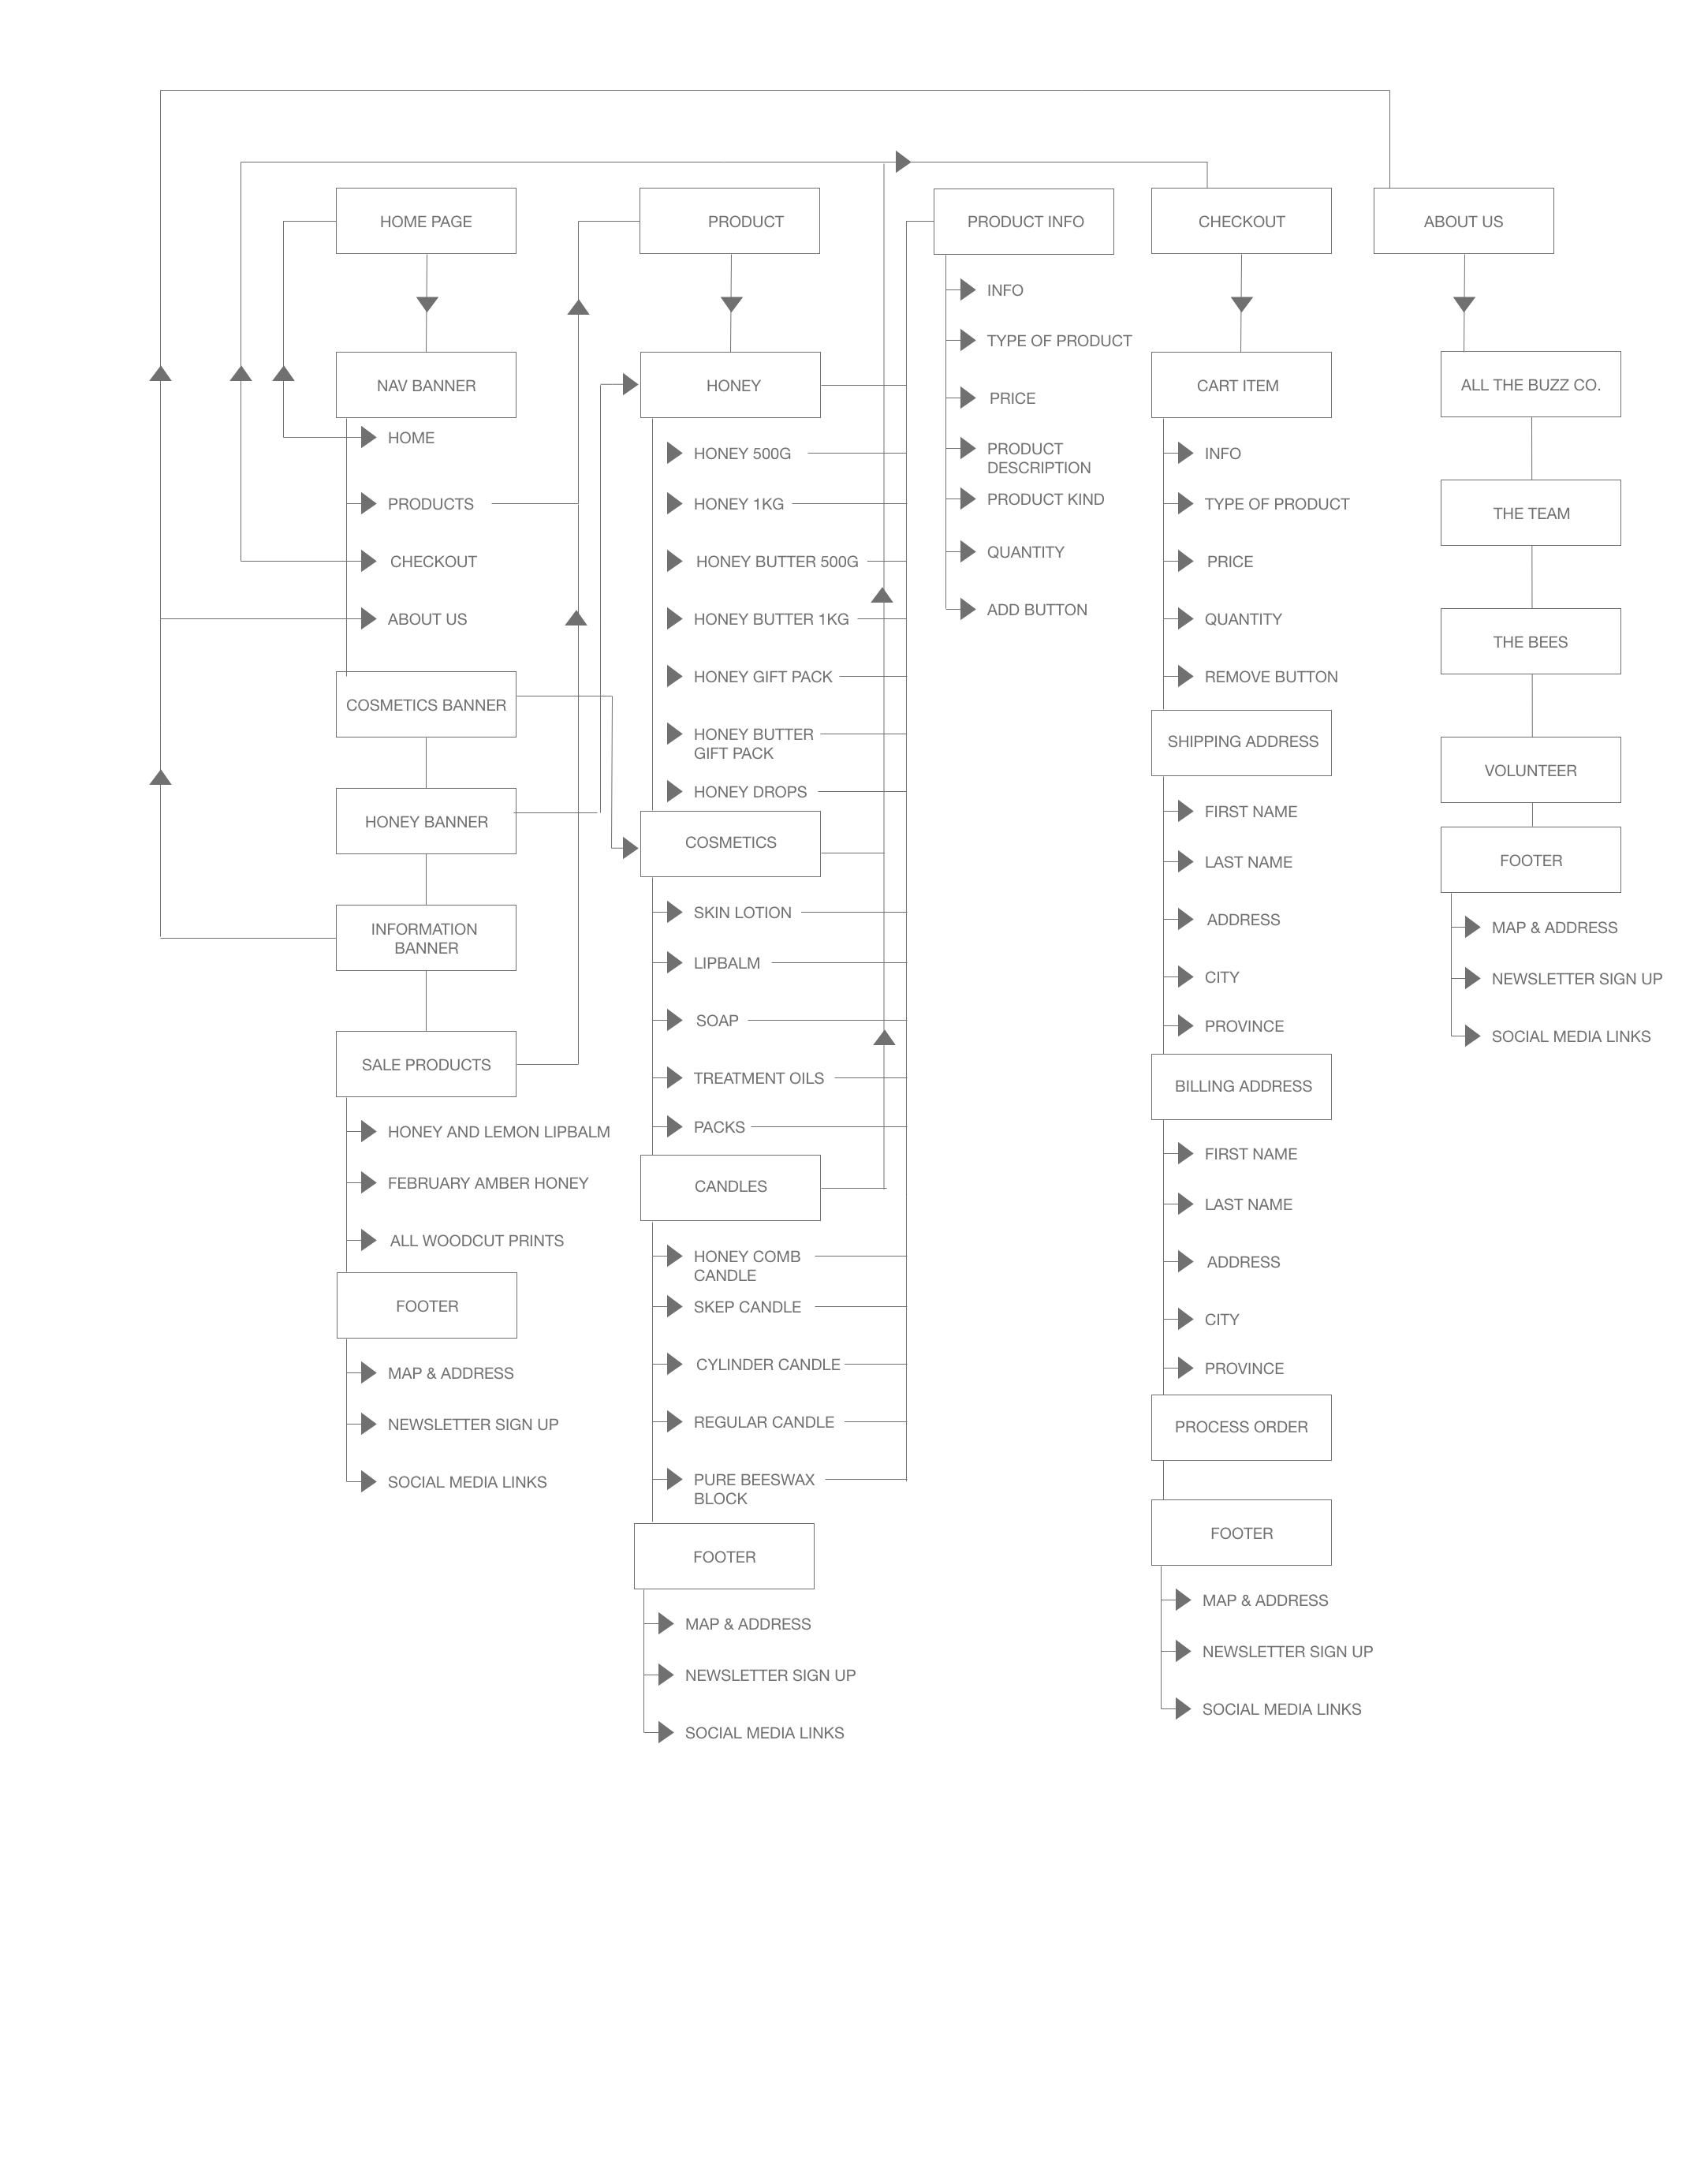 HOME PAGE
NAV BANNER
HOME
PRODUCTS
CHECKOUT
ABOUT US
COSMETICS BANNER
HONEY BANNER
INFORMATION
BANNER
SALE PRODUCTS
HONEY AND LEMON LIPBALM
FEBRUARY AMBER HONEY
ALL WOODCUT PRINTS
FOOTER
MAP & ADDRESS
NEWSLETTER SIGN UP
SOCIAL MEDIA LINKS
PRODUCT
HONEY
HONEY 500G
HONEY 1KG
HONEY BUTTER 500G
HONEY BUTTER 1KG
HONEY GIFT PACK
HONEY BUTTER
GIFT PACK
HONEY DROPS
COSMETICS
SKIN LOTION
LIPBALM
SOAP
TREATMENT OILS
PACKS
CANDLES
HONEY COMB
CANDLE
SKEP CANDLE
CYLINDER CANDLE
REGULAR CANDLE
PURE BEESWAX
BLOCK
FOOTER
MAP & ADDRESS
NEWSLETTER SIGN UP
SOCIAL MEDIA LINKS
PRODUCT INFO
INFO
TYPE OF PRODUCT
PRICE
PRODUCT
DESCRIPTION
PRODUCT KIND
QUANTITY
ADD BUTTON
CHECKOUT
CART ITEM
INFO
TYPE OF PRODUCT
PRICE
QUANTITY
REMOVE BUTTON
SHIPPING ADDRESS
FIRST NAME
LAST NAME
ADDRESS
CITY
PROVINCE
BILLING ADDRESS
FIRST NAME
LAST NAME
ADDRESS
CITY
PROVINCE
PROCESS ORDER
FOOTER
MAP & ADDRESS
NEWSLETTER SIGN UP
SOCIAL MEDIA LINKS
ABOUT US
ALL THE BUZZ CO.
THE TEAM
THE BEES
VOLUNTEER
FOOTER
MAP & ADDRESS
NEWSLETTER SIGN UP
SOCIAL MEDIA LINKS